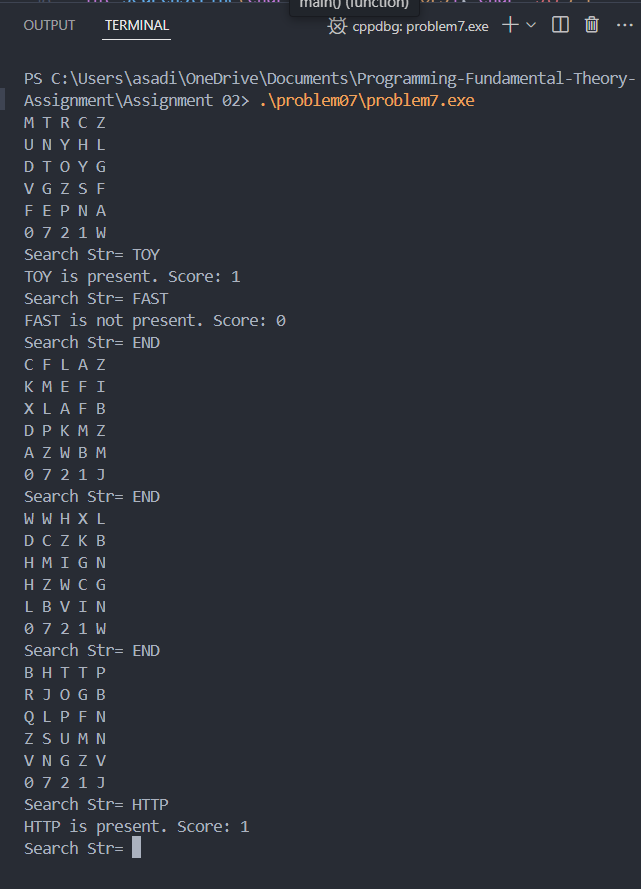 main() (function)
OUTPUT TERMINAL cppdbg: problem7.exe
PS C:\Users\asadi\OneDrive\Documents\Programming-Fundamental-Theory-
Assignment\Assignment 02> .\problem07\problem7.exe
M T R C Z
U N Y H L
D T O Y G
V G Z S F
F E P N A
0 7 2 1 W
Search Str= TOY
TOY is present. Score: 1
Search Str= FAST
FAST is not present. Score: 0
Search Str= END
C F L A Z
K M E F I
X L A F B
D P K M Z
A Z W B M
0 7 2 1 J
Search Str= END
W W H X L
D C Z K B
H M I G N
H Z W C G
L B V I N
0 7 2 1 W
Search Str= END
B H T T P
R J O G B
Q L P F N
Z S U M N
V N G Z V
0 7 2 1 J
Search Str= HTTP
HTTP is present. Score: 1
Search Str=